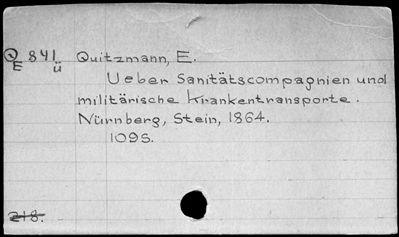 Q 841 Quitzmann, E.
E ü
Ueber Sanitätscompagnien und
militärische Krankentransporte.
Nürnberg, Stein, 1864.
109S.
218.